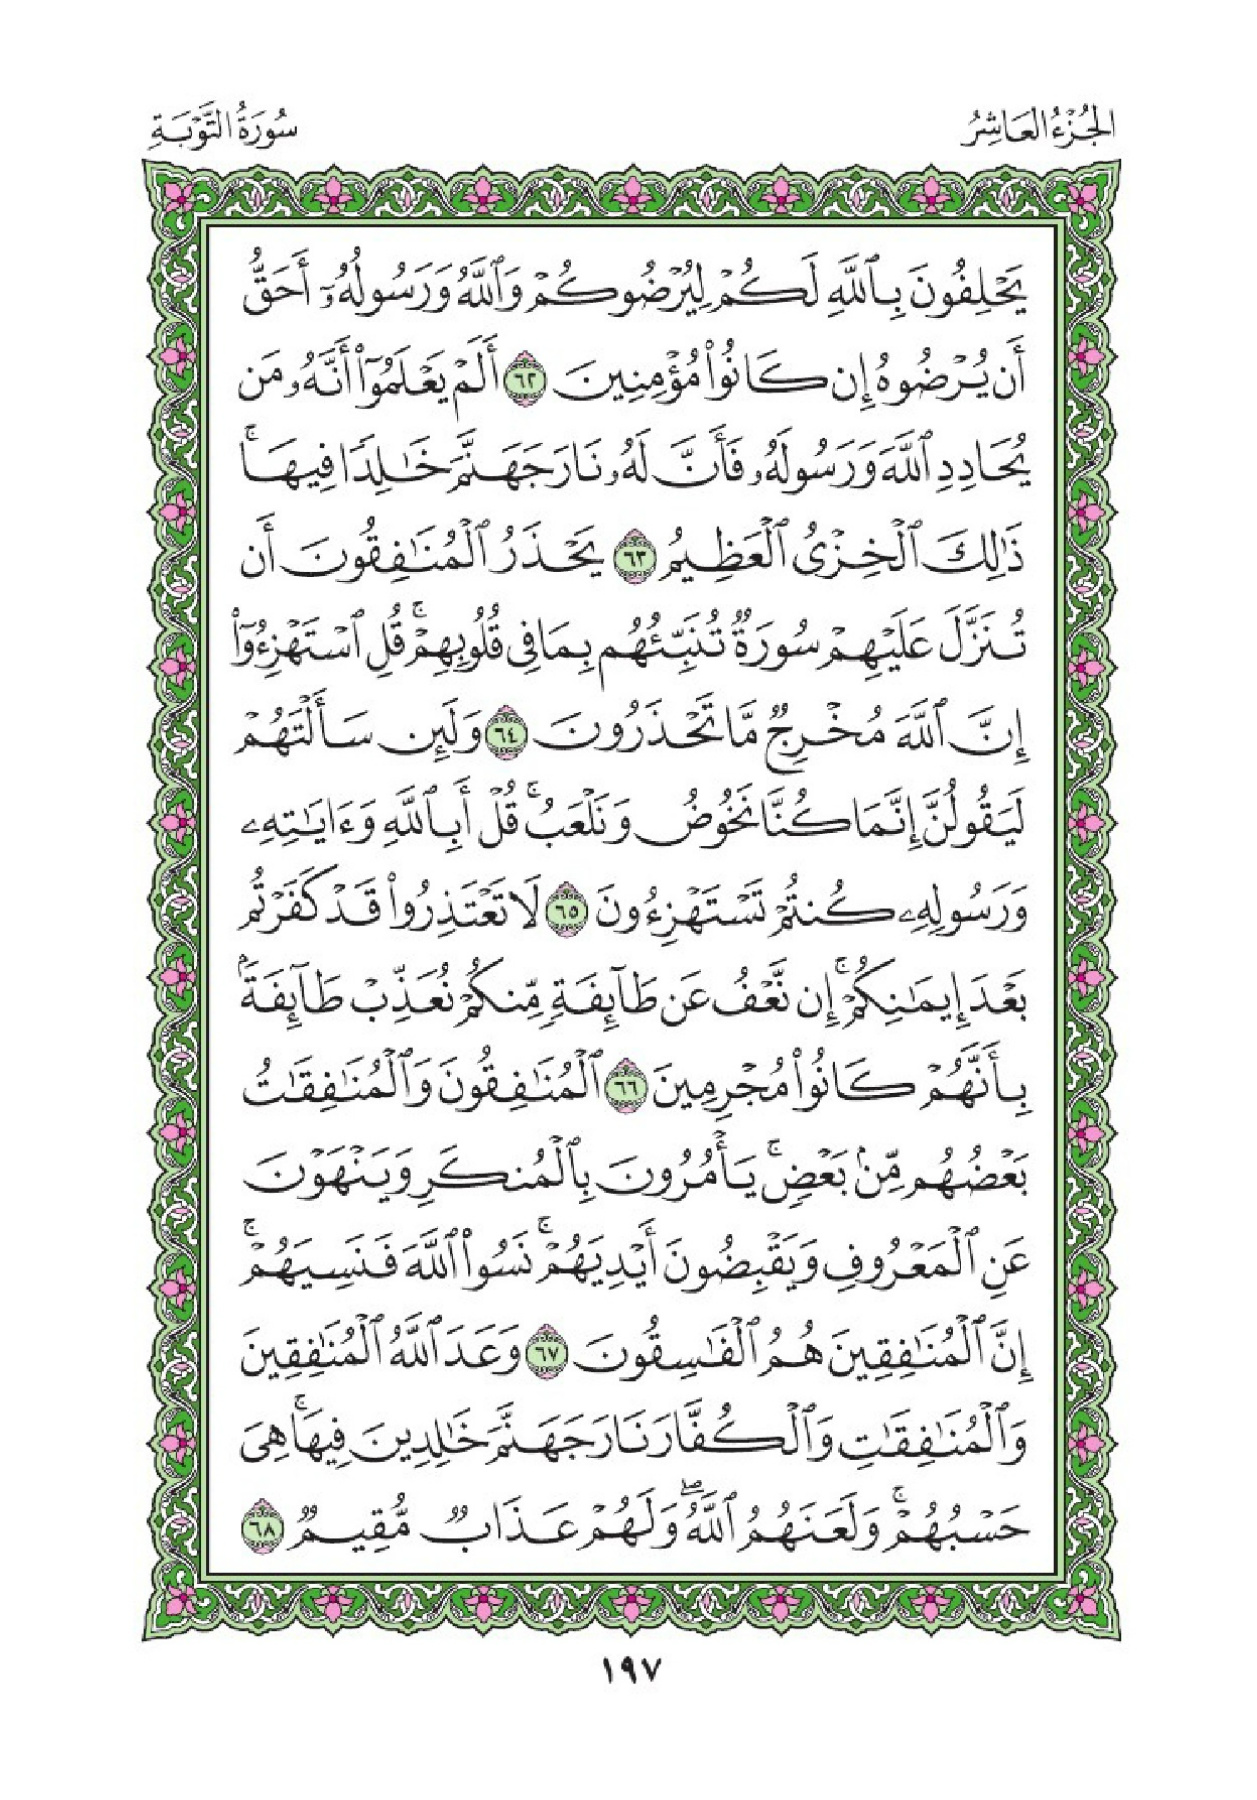 الجُزْءُ العَاشِرُ
سُورَةُ التَّوْبَةِ
يَحْلِفُونَ بِٱللَّهِ لَكُمْ لِيُرْضُوكُمْ وَٱللَّهُ وَرَسُولُهُۥٓ أَحَقُّ
أَن يُرْضُوهُ إِن كَانُوا۟ مُؤْمِنِينَ ٦٢ أَلَمْ يَعْلَمُوٓا۟ أَنَّهُۥ مَن
يُحَادِدِ ٱللَّهَ وَرَسُولَهُۥ فَأَنَّ لَهُۥ نَارَ جَهَنَّمَ خَٰلِدًا فِيهَا ۚ
ذَٰلِكَ ٱلْخِزْىُ ٱلْعَظِيمُ ٦٣ يَحْذَرُ ٱلْمُنَٰفِقُونَ أَن
تُنَزَّلَ عَلَيْهِمْ سُورَةٌ تُنَبِّئُهُم بِمَا فِى قُلُوبِهِمْ ۚ قُلِ ٱسْتَهْزِءُوٓا۟
إِنَّ ٱللَّهَ مُخْرِجٌ مَّا تَحْذَرُونَ ٦٤ وَلَئِن سَأَلْتَهُمْ
لَيَقُولُنَّ إِنَّمَا كُنَّا نَخُوضُ وَنَلْعَبُ ۚ قُلْ أَبِٱللَّهِ وَءَايَٰتِهِۦ
وَرَسُولِهِۦ كُنتُمْ تَسْتَهْزِءُونَ ٦٥ لَا تَعْتَذِرُوا۟ قَدْ كَفَرْتُم
بَعْدَ إِيمَٰنِكُمْ ۚ إِن نَّعْفُ عَن طَآئِفَةٍ مِّنكُمْ نُعَذِّبْ طَآئِفَةًۢ
بِأَنَّهُمْ كَانُوا۟ مُجْرِمِينَ ٦٦ ٱلْمُنَٰفِقُونَ وَٱلْمُنَٰفِقَٰتُ
بَعْضُهُم مِّنۢ بَعْضٍ ۚ يَأْمُرُونَ بِٱلْمُنكَرِ وَيَنْهَوْنَ
عَنِ ٱلْمَعْرُوفِ وَيَقْبِضُونَ أَيْدِيَهُمْ ۚ نَسُوا۟ ٱللَّهَ فَنَسِيَهُمْ ۚ
إِنَّ ٱلْمُنَٰفِقِينَ هُمُ ٱلْفَٰسِقُونَ ٦٧ وَعَدَ ٱللَّهُ ٱلْمُنَٰفِقِينَ
وَٱلْمُنَٰفِقَٰتِ وَٱلْكُفَّارَ نَارَ جَهَنَّمَ خَٰلِدِينَ فِيهَا ۚ هِىَ
حَسْبُهُمْ ۚ وَلَعَنَهُمُ ٱللَّهُ ۖ وَلَهُمْ عَذَابٌ مُّقِيمٌ ٦٨
١٩٧